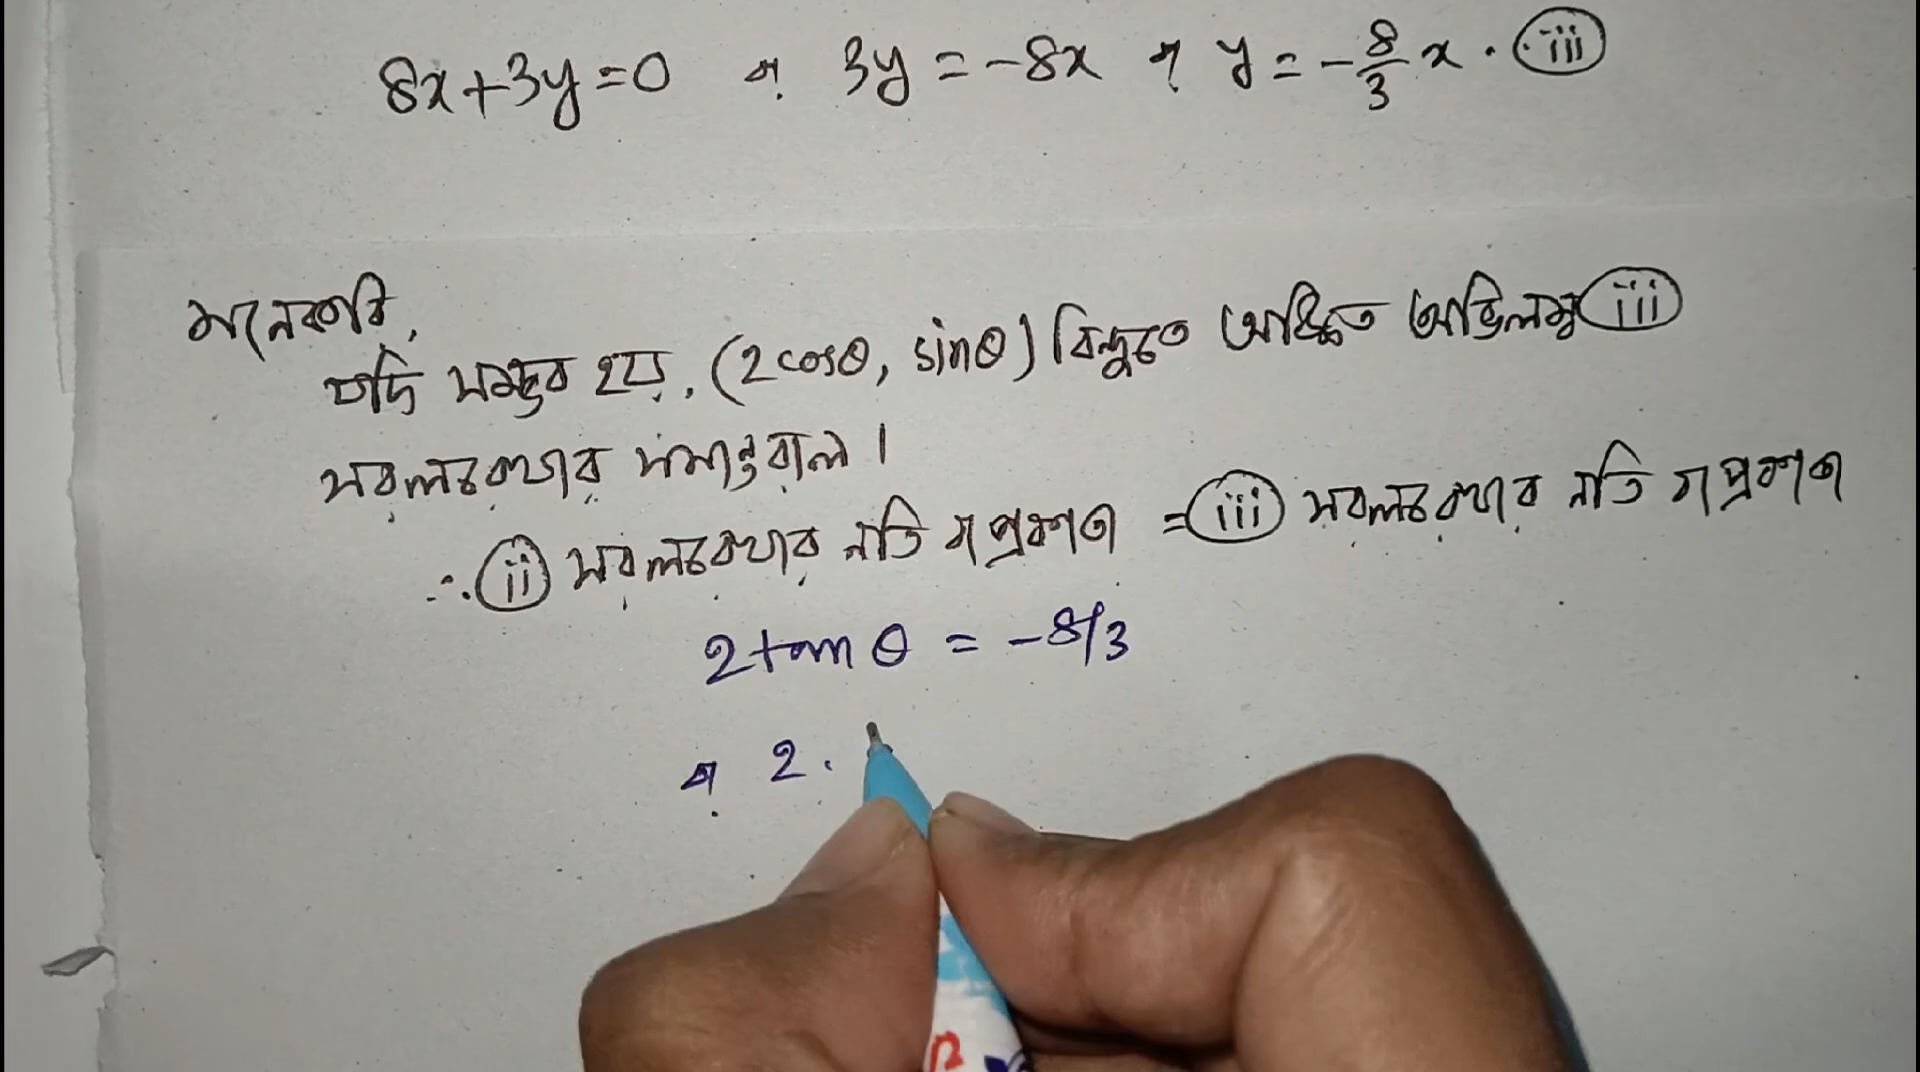 8x+3y=0 বা 3y = -8x বা y = -8/3 x . (iii)
মনেকরি,
যদি সম্ভব হয়, (2cosθ, sinθ) বিন্দুতে অঙ্কিত অভিলম্ব (iii)
সরলরেখার সমান্তরাল ।
∴ (ii) সরলরেখার নতি বা প্রবণতা = (iii) সরলরেখার নতি বা প্রবণতা
2tanθ = -8/3
বা 2.